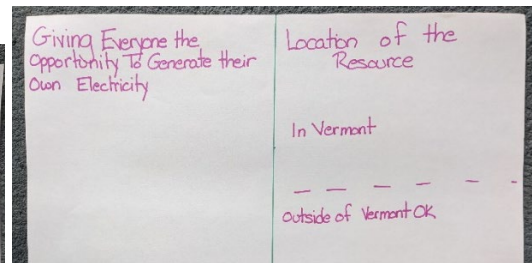 Giving Everyone the
Opportunity To Generate their
Own Electricity
Location of the
Resource
In Vermont
Outside of Vermont OK